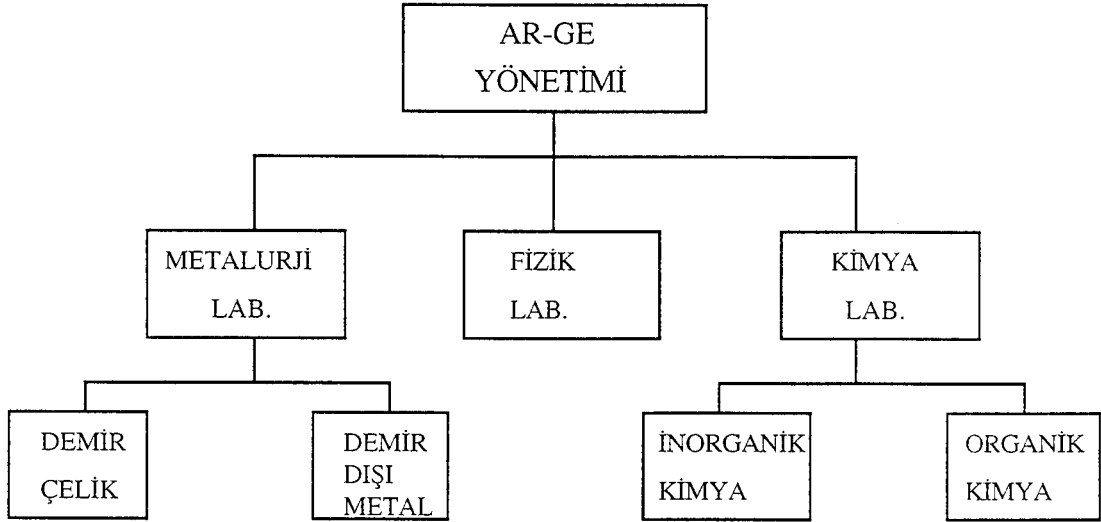 AR-GE
YÖNETİMİ
METALURJİ
LAB.
FİZİK
LAB.
KİMYA
LAB.
DEMİR
ÇELİK
DEMİR
DIŞI
METAL
İNORGANİK
KİMYA
ORGANİK
KİMYA